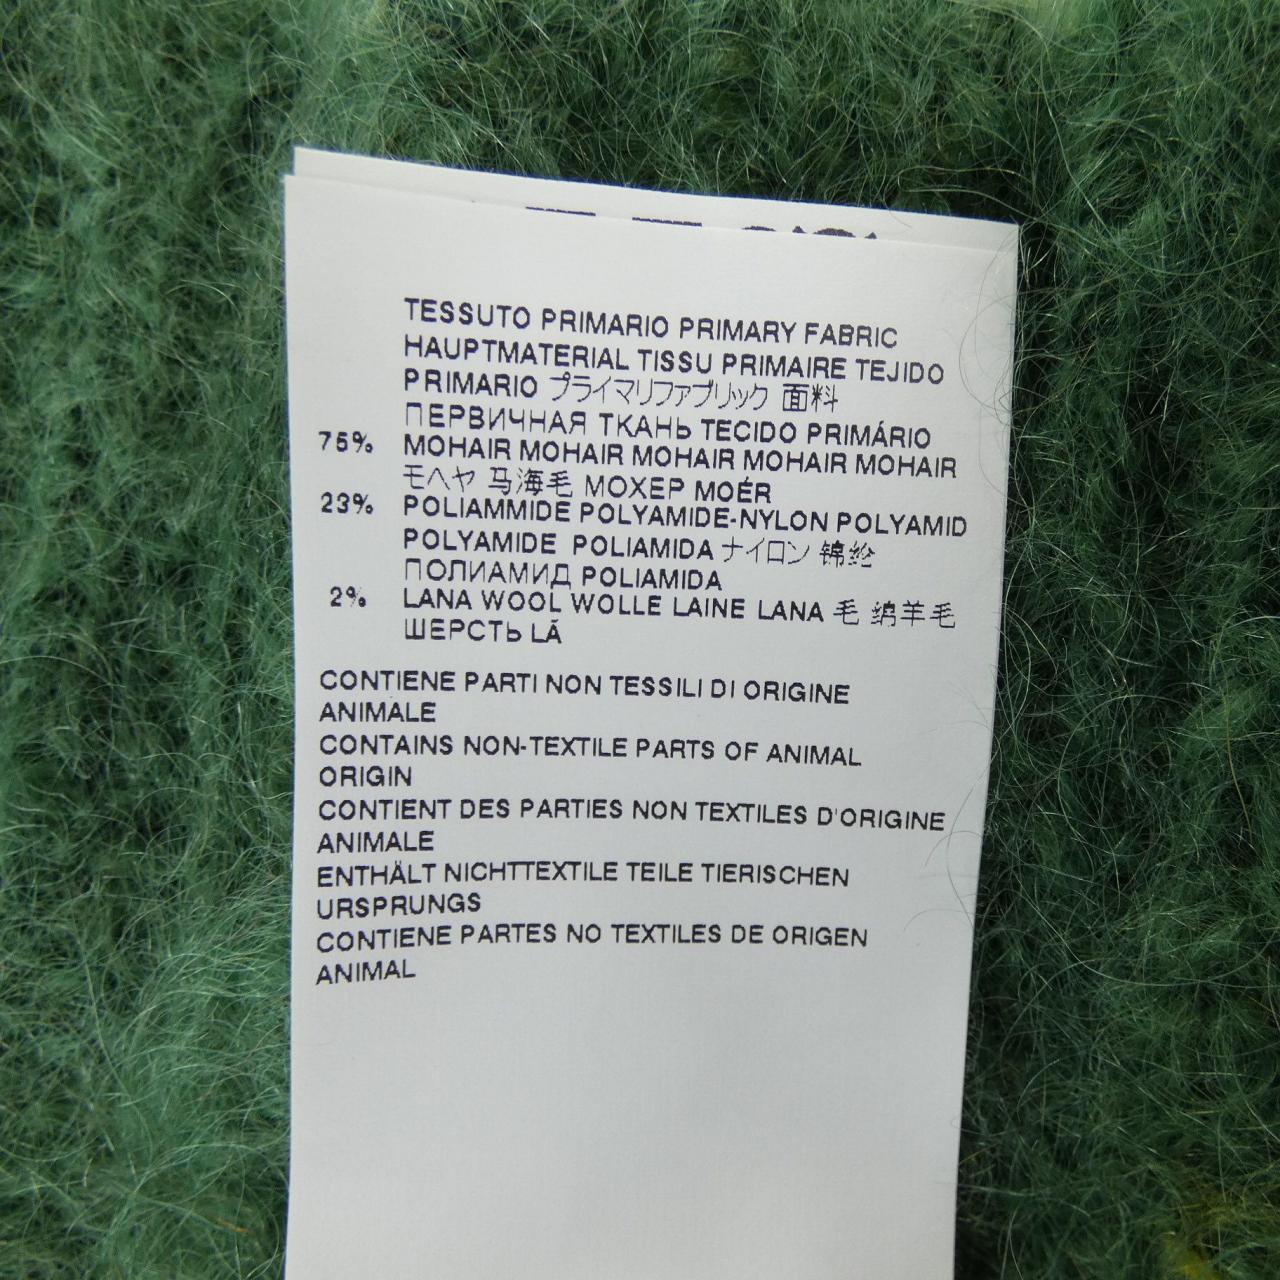 TESSUTO PRIMARIO PRIMARY FABRIC
HAUPTMATERIAL TISSU PRIMAIRE TEJIDO
PRIMARIO プライマリファブリック 面料
ПЕРВИЧНАЯ ТКАНЬ TECIDO PRIMÁRIO
75% MOHAIR MOHAIR MOHAIR MOHAIR MOHAIR
モヘヤ 马海毛 МОХЕР MOÉR
23% POLIAMMIDE POLYAMIDE-NYLON POLYAMID
POLYAMIDE POLIAMIDA ナイロン 锦纶
ПОЛИАМИД POLIAMIDA
2% LANA WOOL WOLLE LAINE LANA 毛 绵羊毛
ШЕРСТЬ LÃ
CONTIENE PARTI NON TESSILI DI ORIGINE
ANIMALE
CONTAINS NON-TEXTILE PARTS OF ANIMAL
ORIGIN
CONTIENT DES PARTIES NON TEXTILES D'ORIGINE
ANIMALE
ENTHÄLT NICHTTEXTILE TEILE TIERISCHEN
URSPRUNGS
CONTIENE PARTES NO TEXTILES DE ORIGEN
ANIMAL